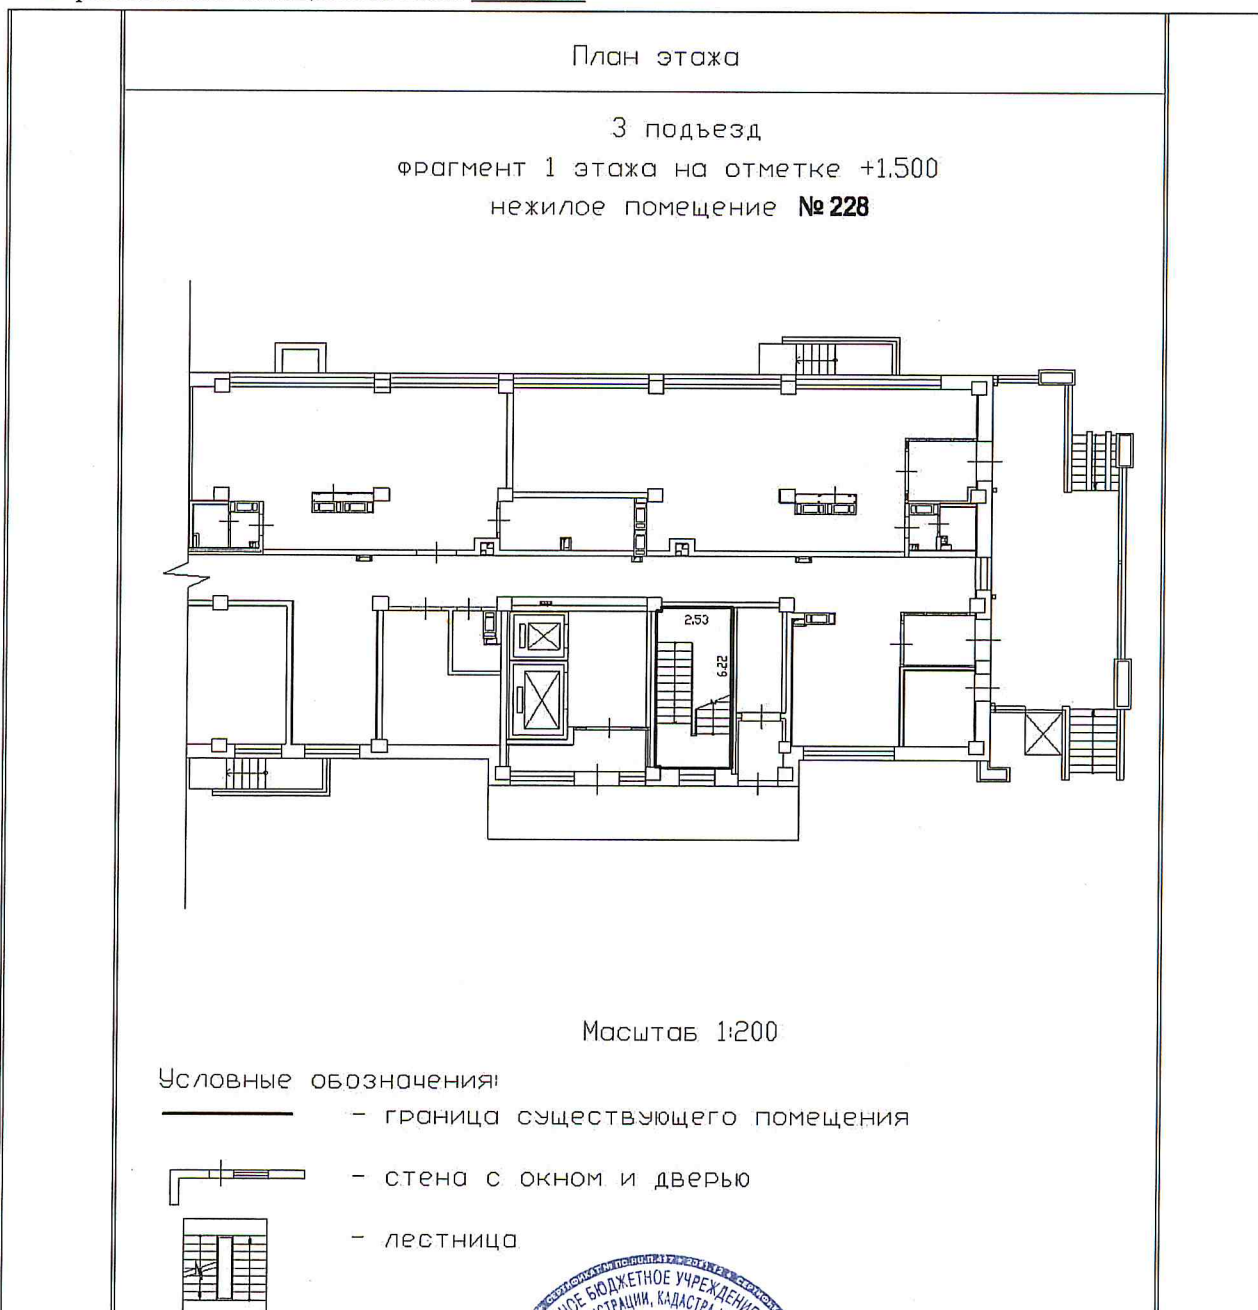 План этажа
3 подъезд
фрагмент 1 этажа на отметке +1.500
нежилое помещение № 228
2.53
6.22
Масштаб 1:200
Условные обозначения:
- граница существующего помещения
- стена с окном и дверью
- лестница
БЮДЖЕТНОЕ УЧРЕЖДЕНИЕ
КАДАСТРА